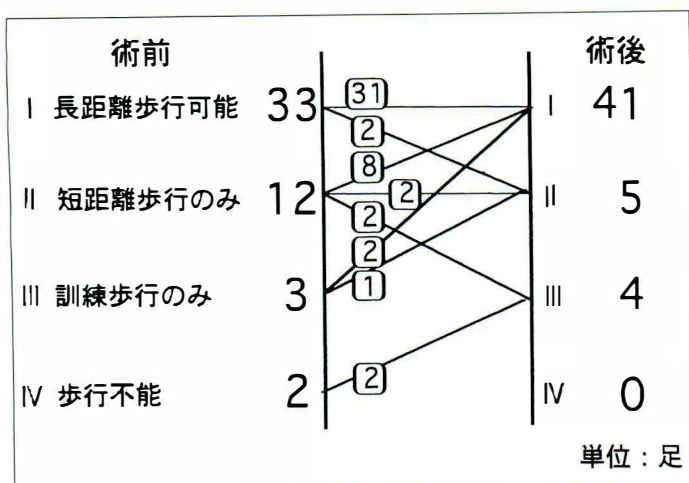 術前 術後
I 長距離歩行可能 33 31 I 41
2
8
II 短距離歩行のみ 12 2 II 5
2
2
III 訓練歩行のみ 3 1 III 4
IV 歩行不能 2 2 IV 0
単位：足